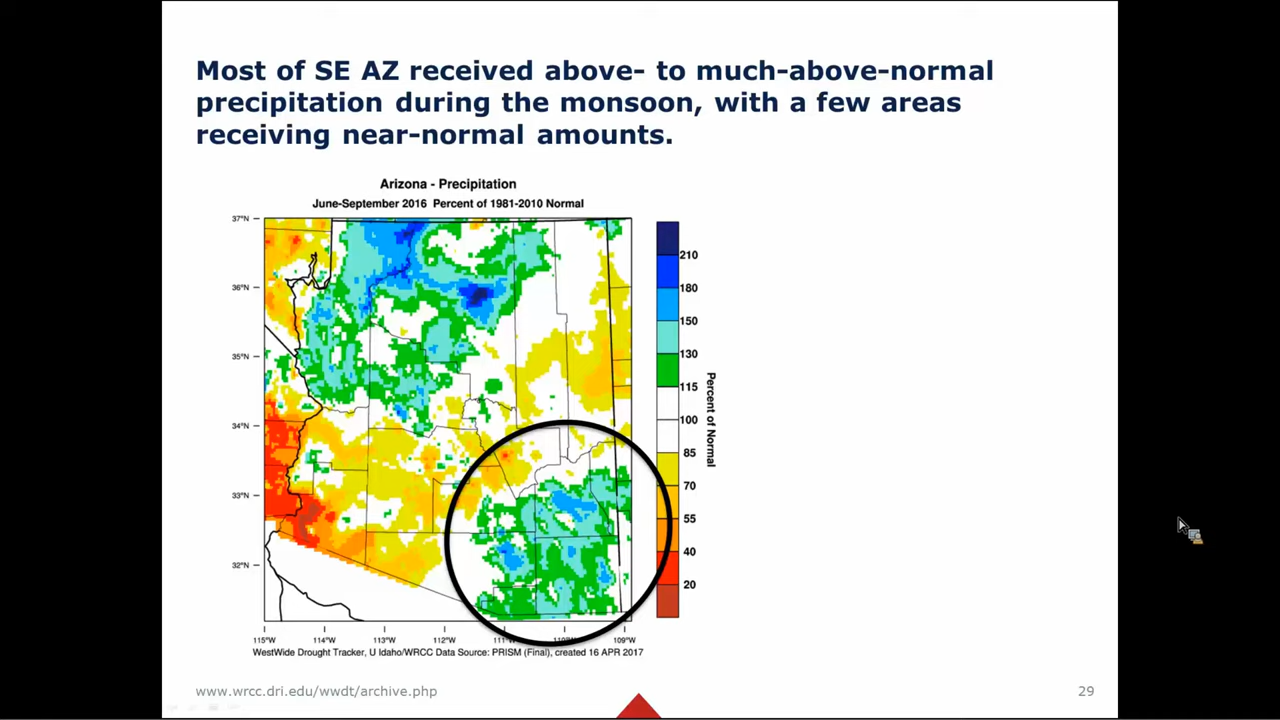 Most of SE AZ received above- to much-above-normal
precipitation during the monsoon, with a few areas
receiving near-normal amounts.
Arizona - Precipitation
June-September 2016 Percent of 1981-2010 Normal
37°N
36°N
35°N
34°N
33°N
32°N
115°W 114°W 113°W 112°W 111°W 110°W 109°W
210
180
150
130
115
100
85
70
55
40
20
Percent of Normal
WestWide Drought Tracker, U Idaho/WRCC Data Source: PRISM (Final), created 16 APR 2017
www.wrcc.dri.edu/wwdt/archive.php
29